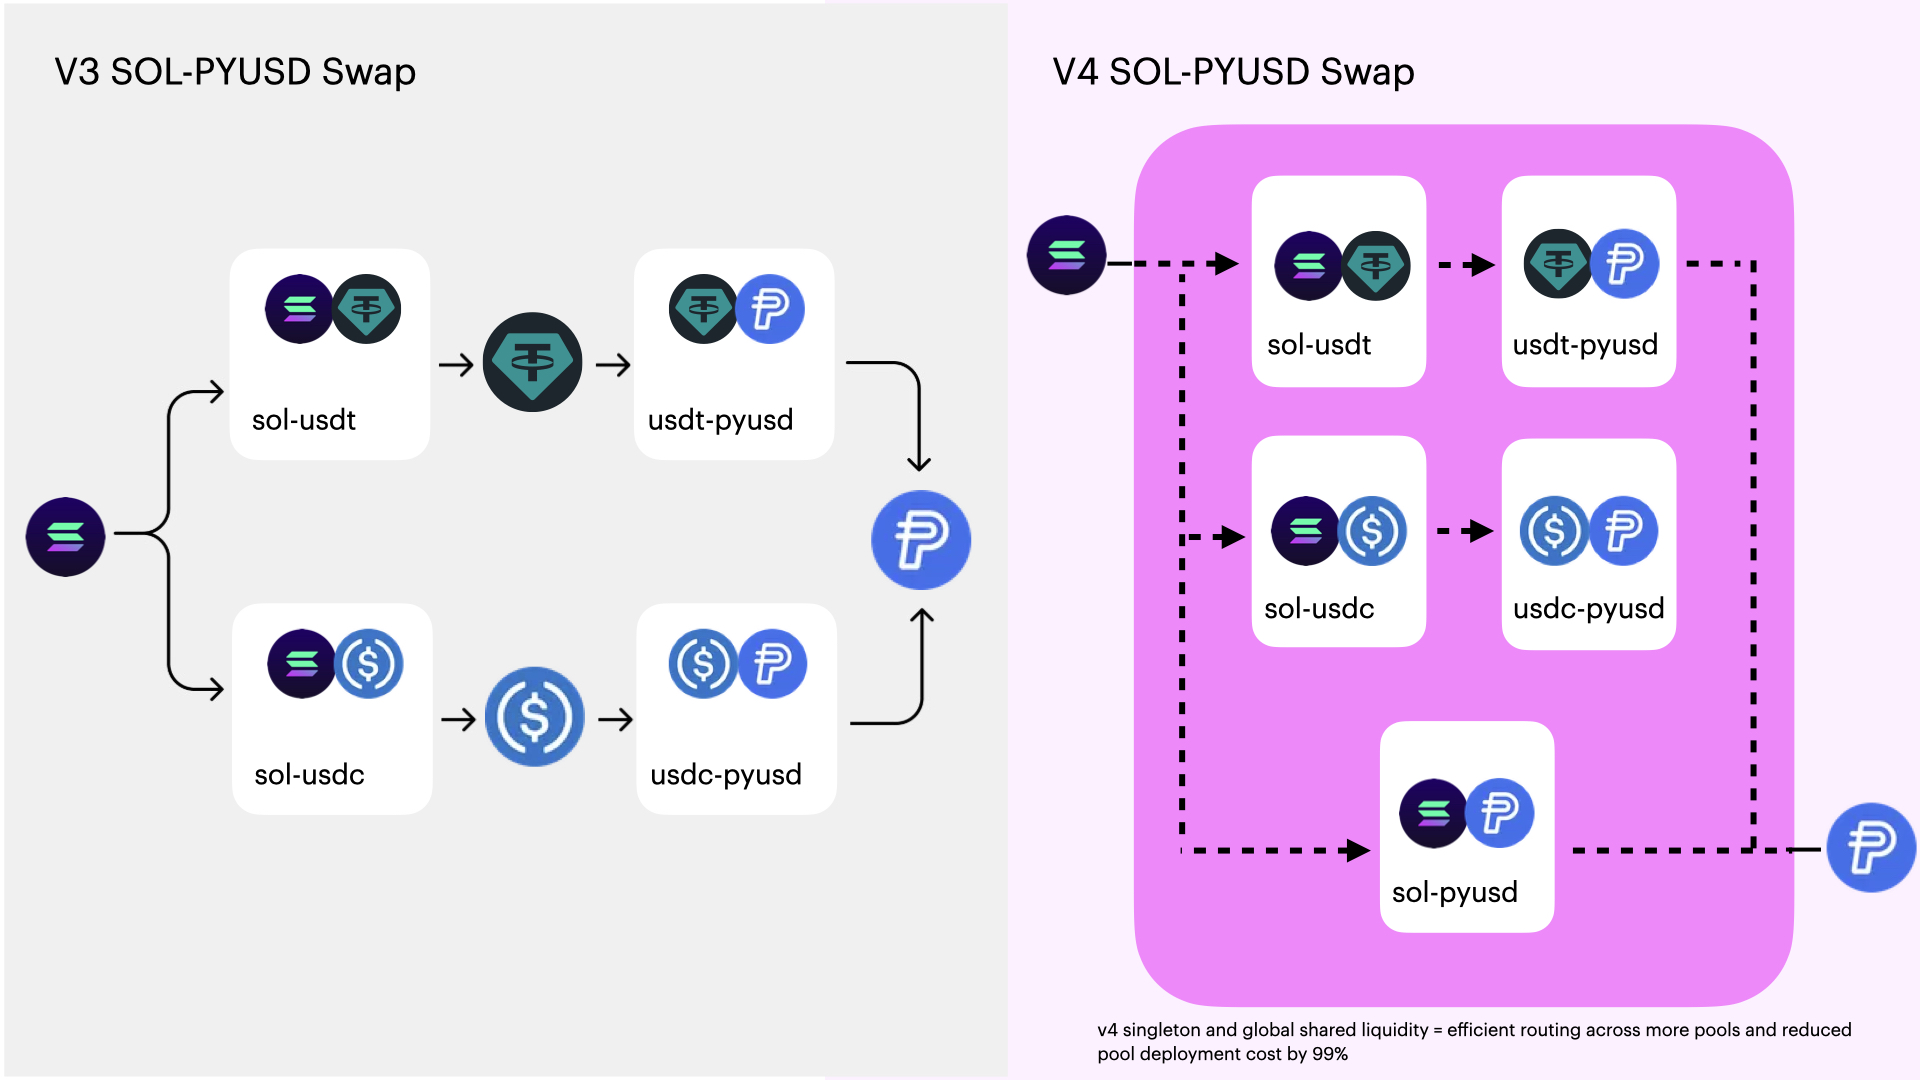 V3 SOL-PYUSD Swap
sol-usdt
usdt-pyusd
sol-usdc
usdc-pyusd
V4 SOL-PYUSD Swap
sol-usdt
usdt-pyusd
sol-usdc
usdc-pyusd
sol-pyusd
v4 singleton and global shared liquidity = efficient routing across more pools and reduced
pool deployment cost by 99%